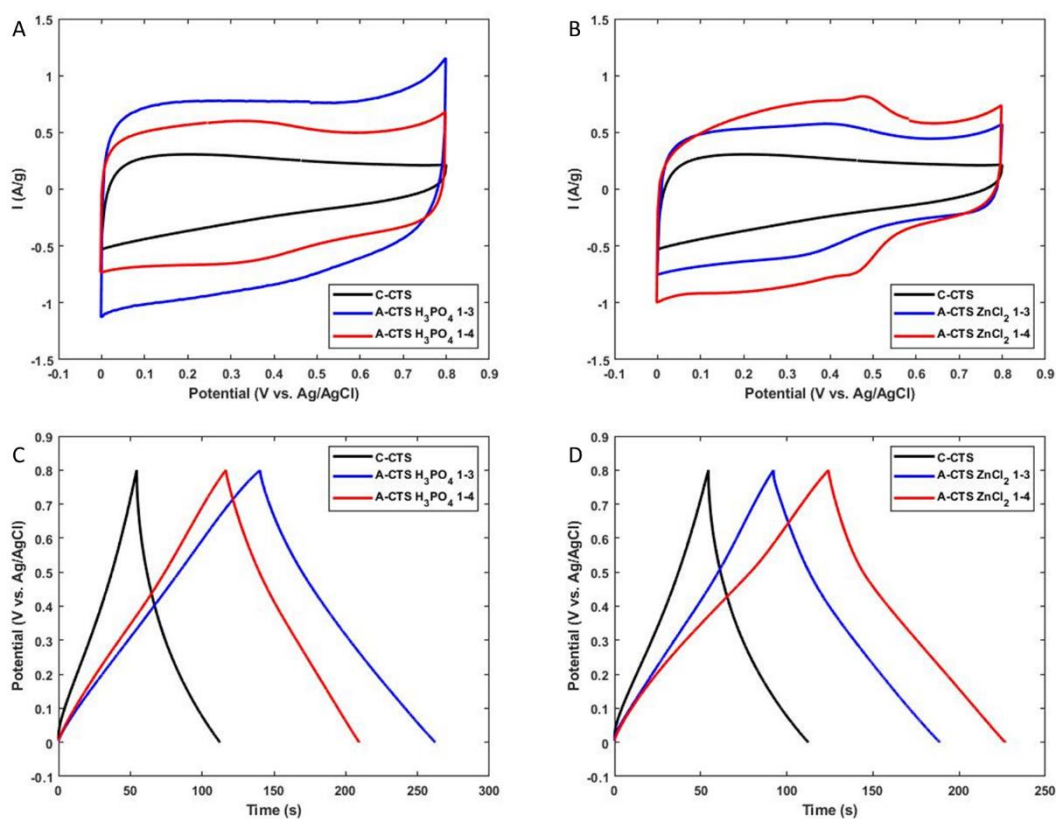 A
1.5
1
0.5
0
-0.5
-1
-1.5
I (A/g)
-0.1 0 0.1 0.2 0.3 0.4 0.5 0.6 0.7 0.8 0.9
Potential (V vs. Ag/AgCl)
C-CTS
A-CTS H₃PO₄ 1-3
A-CTS H₃PO₄ 1-4
B
1.5
1
0.5
0
-0.5
-1
-1.5
I (A/g)
-0.1 0 0.1 0.2 0.3 0.4 0.5 0.6 0.7 0.8 0.9
Potential (V vs. Ag/AgCl)
C-CTS
A-CTS ZnCl₂ 1-3
A-CTS ZnCl₂ 1-4
C
0.9
0.8
0.7
0.6
0.5
0.4
0.3
0.2
0.1
0
-0.1
Potential (V vs. Ag/AgCl)
0 50 100 150 200 250 300
Time (s)
C-CTS
A-CTS H₃PO₄ 1-3
A-CTS H₃PO₄ 1-4
D
0.9
0.8
0.7
0.6
0.5
0.4
0.3
0.2
0.1
0
-0.1
Potential (V vs. Ag/AgCl)
0 50 100 150 200 250
Time (s)
C-CTS
A-CTS ZnCl₂ 1-3
A-CTS ZnCl₂ 1-4